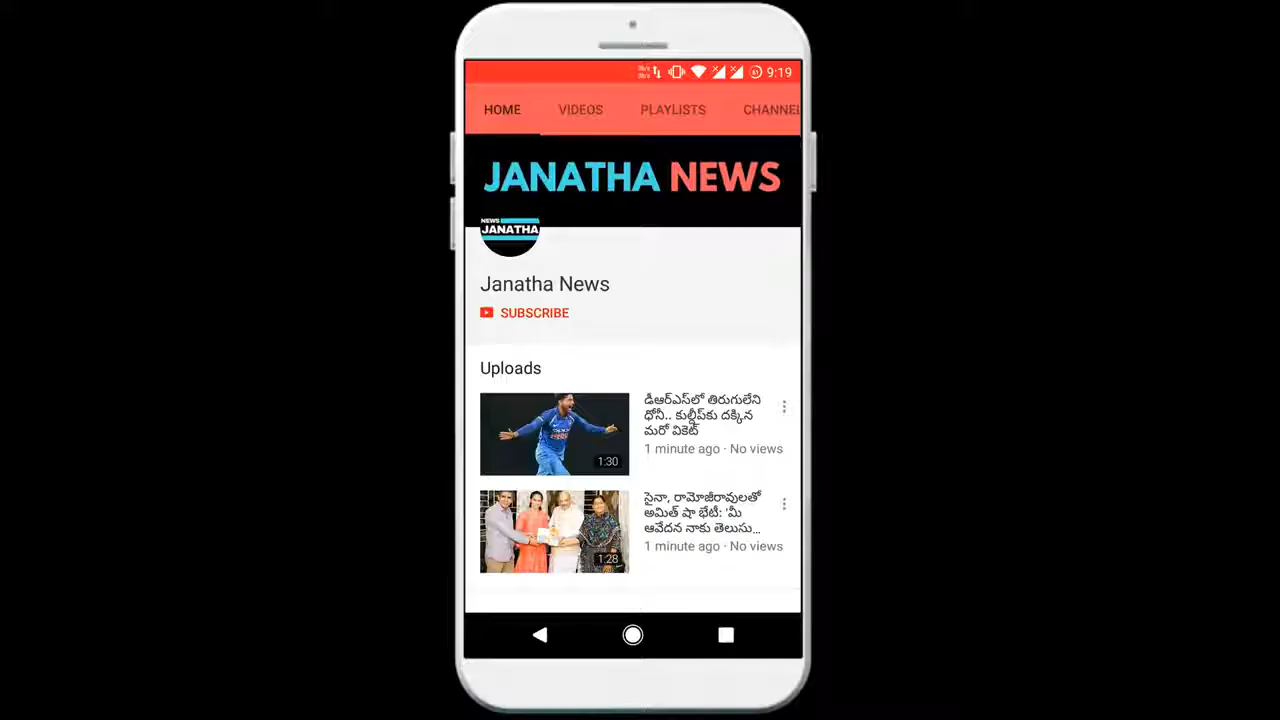 9:19
HOME VIDEOS PLAYLISTS CHANNEL
JANATHA NEWS
NEWS
JANATHA
Janatha News
SUBSCRIBE
Uploads
డీఆర్ఎస్‌లో తిరుగులేని
ధోనీ.. కుల్దీప్‌కు దక్కిన
మరో వికెట్
1 minute ago · No views
1:30
సైనా, రామోజీరావులతో
అమిత్ షా భేటీ: 'మీ
ఆవేదన నాకు తెలుసు...
1 minute ago · No views
1:28